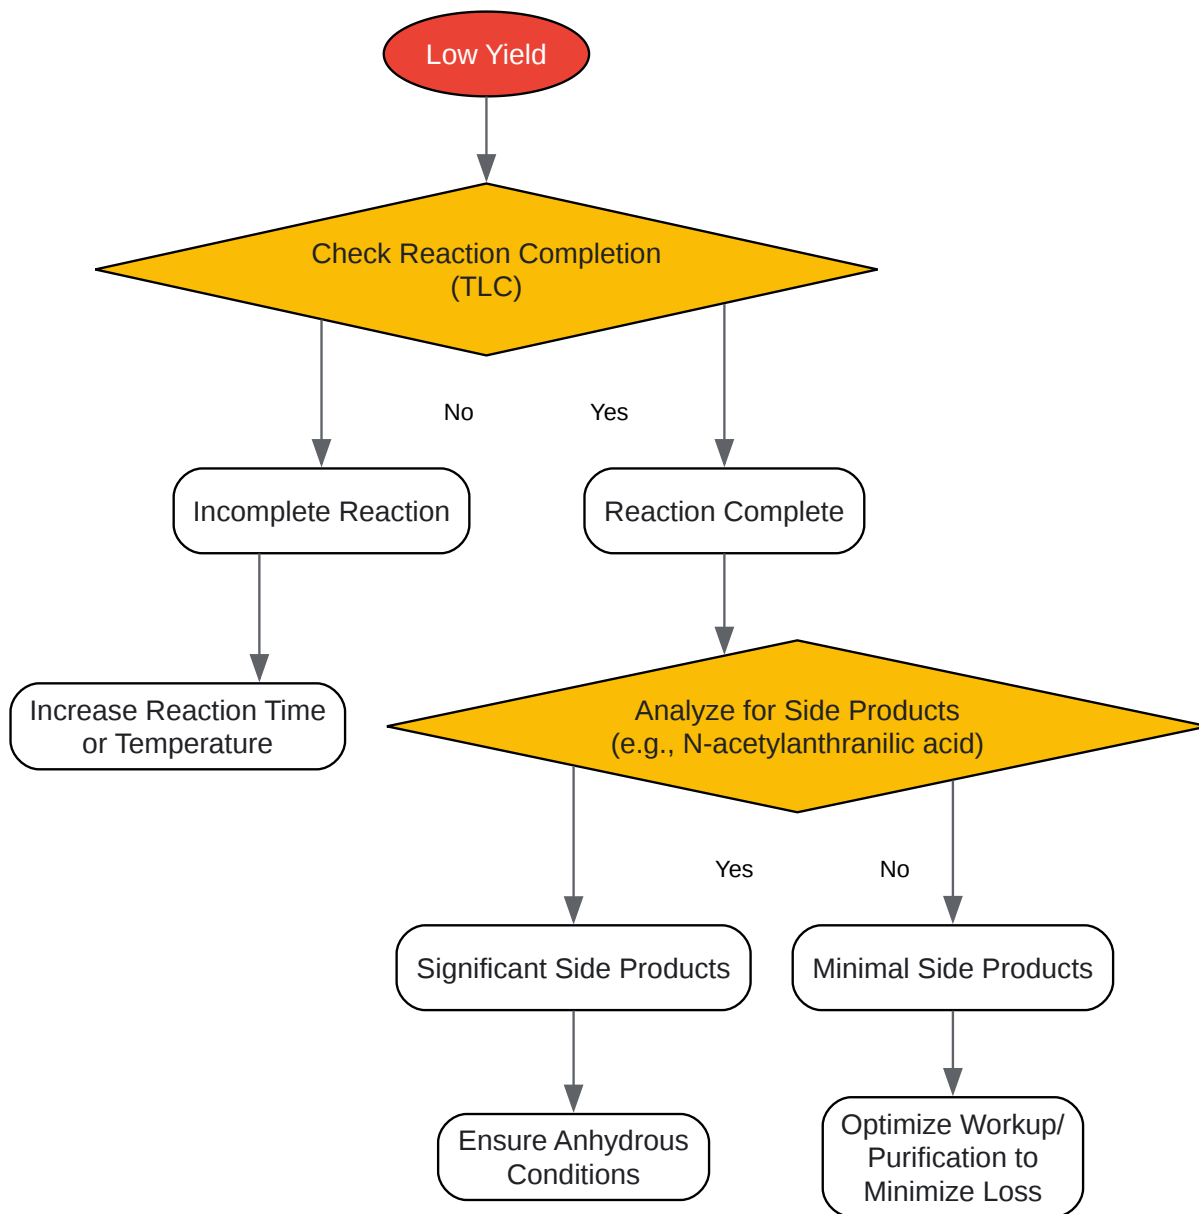 Low Yield
Check Reaction Completion
(TLC)
No
Yes
Incomplete Reaction
Reaction Complete
Increase Reaction Time
or Temperature
Analyze for Side Products
(e.g., N-acetylanthranilic acid)
Yes
No
Significant Side Products
Minimal Side Products
Ensure Anhydrous
Conditions
Optimize Workup/
Purification to
Minimize Loss